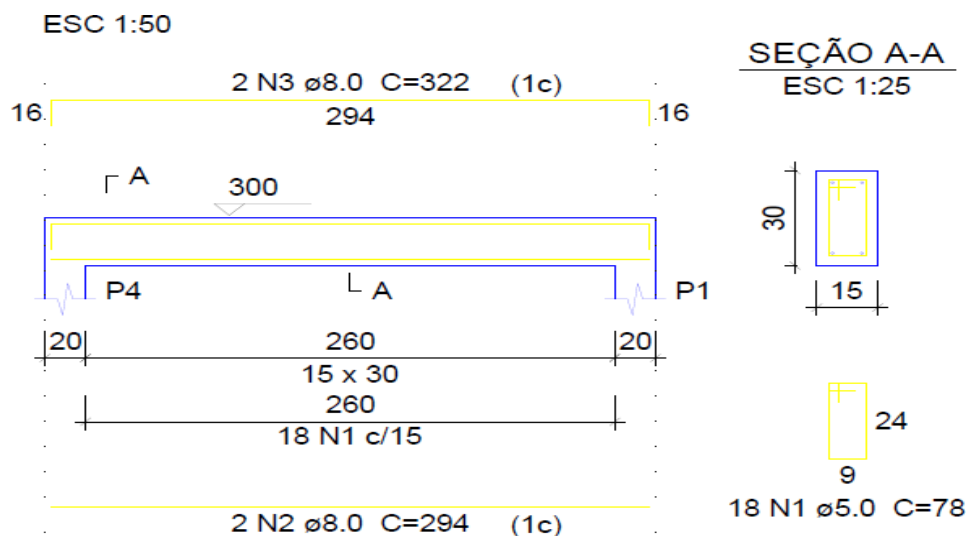 ESC 1:50
2 N3 ø8.0 C=322 (1c)
16
294
16
A
300
A
P4
P1
20
260
20
15 x 30
260
18 N1 c/15
2 N2 ø8.0 C=294 (1c)
SEÇÃO A-A
ESC 1:25
30
15
24
9
18 N1 ø5.0 C=78